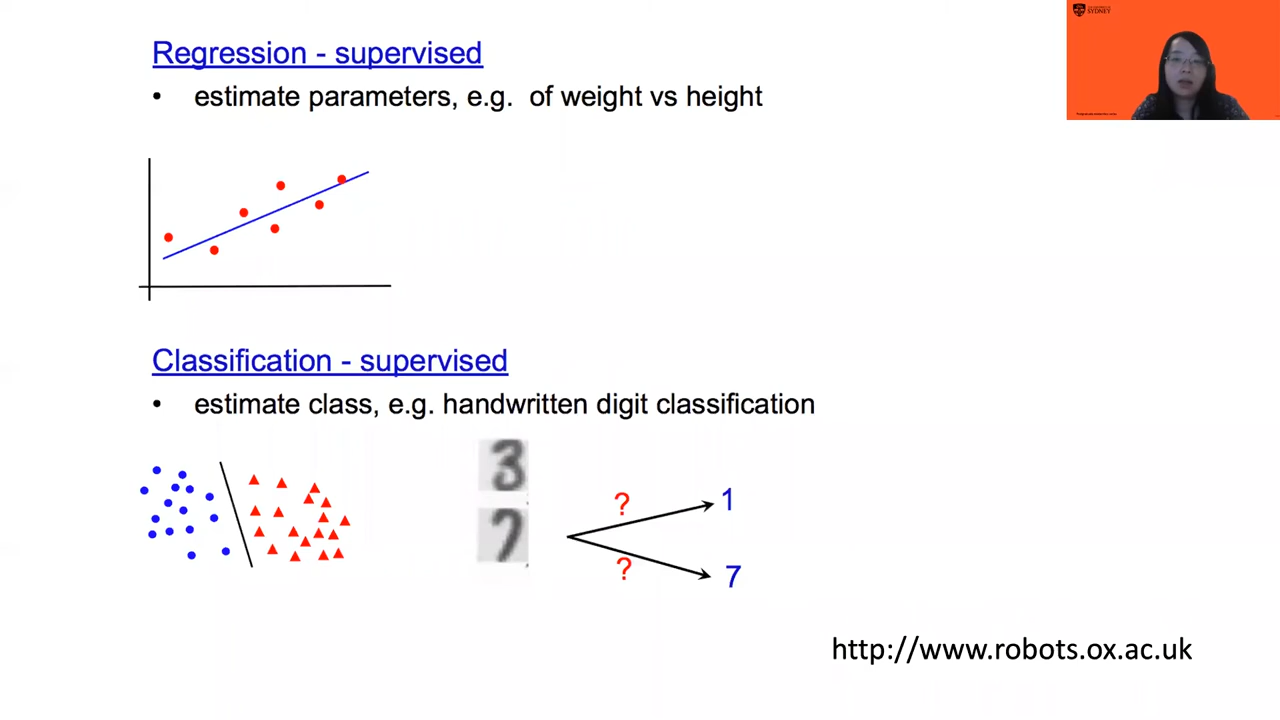 Regression - supervised
• estimate parameters, e.g. of weight vs height
Classification - supervised
• estimate class, e.g. handwritten digit classification
3
7
?
1
?
7
http://www.robots.ox.ac.uk
SYDNEY